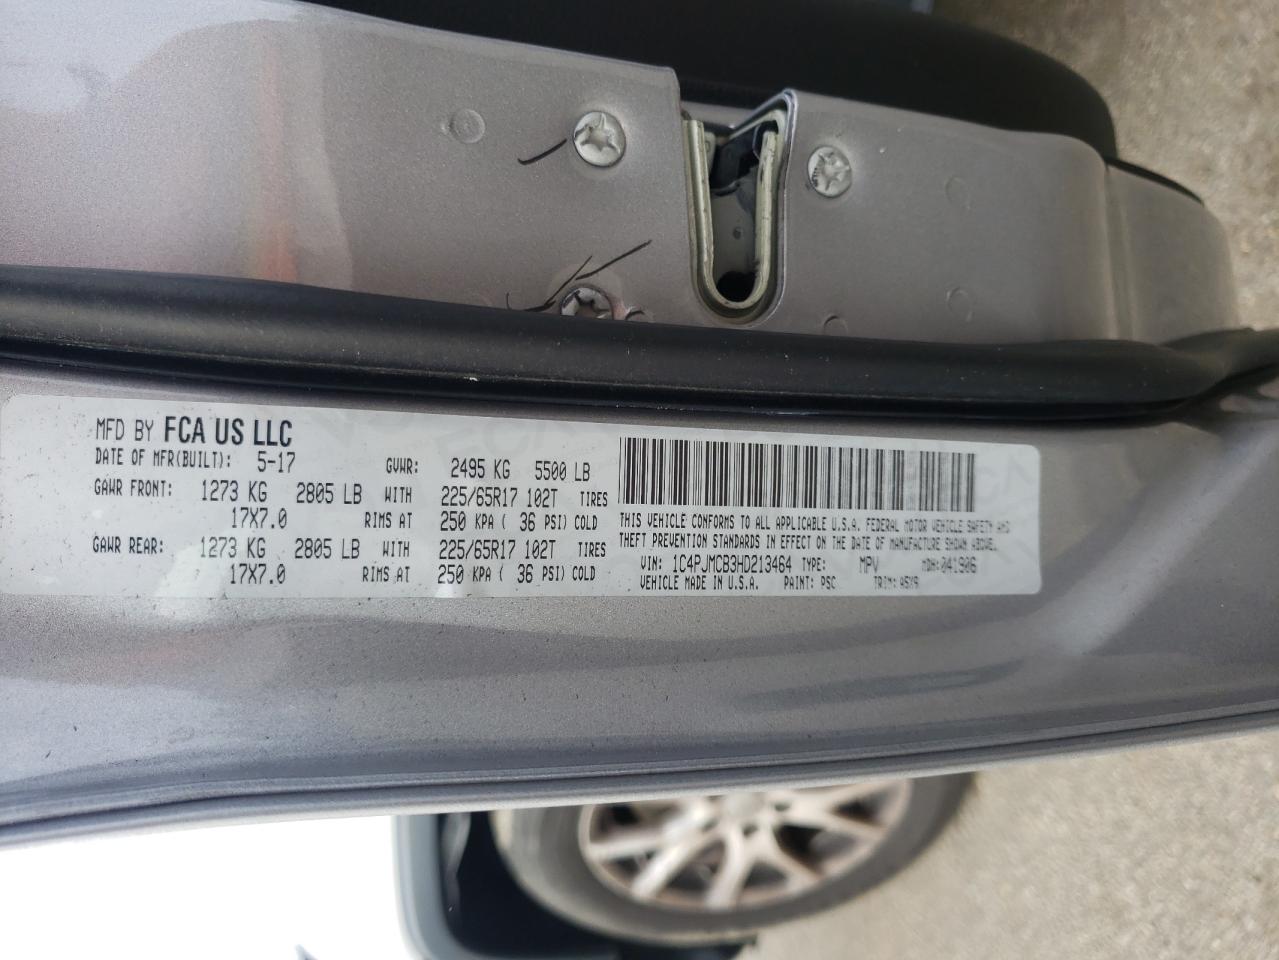 MFD BY FCA US LLC
DATE OF MFR(BUILT): 5-17 GVWR: 2495 KG 5500 LB
GAWR FRONT: 1273 KG 2805 LB WITH 225/65R17 102T TIRES
17X7.0 RIMS AT 250 KPA ( 36 PSI) COLD
GAWR REAR: 1273 KG 2805 LB WITH 225/65R17 102T TIRES
17X7.0 RIMS AT 250 KPA ( 36 PSI) COLD
THIS VEHICLE CONFORMS TO ALL APPLICABLE U.S.A. FEDERAL MOTOR VEHICLE SAFETY AND
THEFT PREVENTION STANDARDS IN EFFECT ON THE DATE OF MANUFACTURE SHOWN ABOVE.
VIN: 1C4PJMCB3HD213464 TYPE: MPV MDH:041906
VEHICLE MADE IN U.S.A. PAINT: PSC TRIM: A5X9